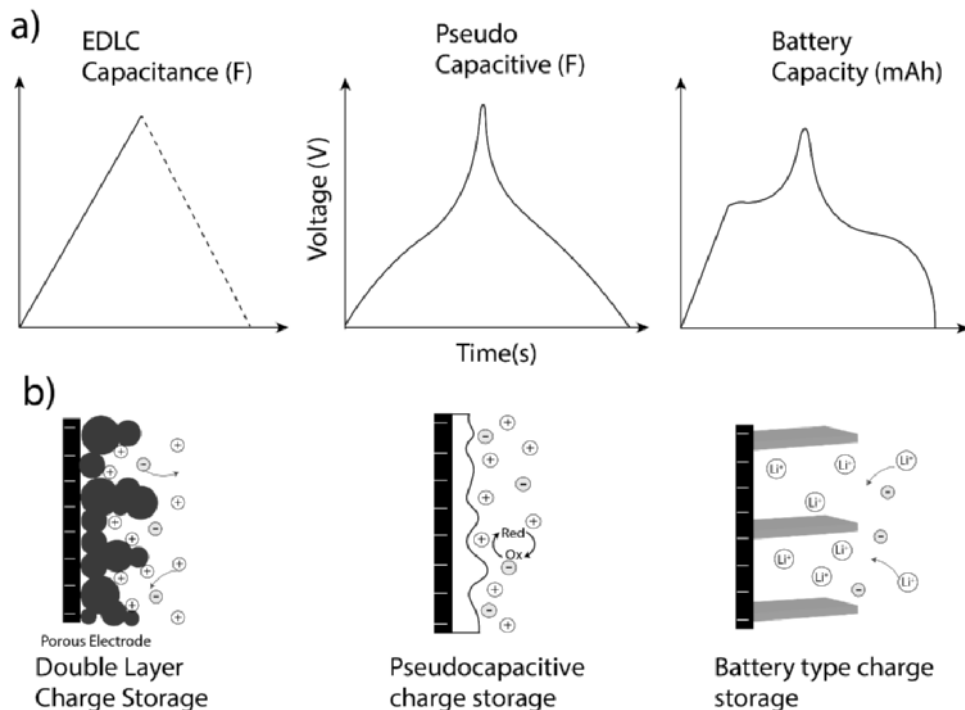 a)
EDLC
Capacitance (F)
Pseudo
Capacitive (F)
Battery
Capacity (mAh)
Voltage (V)
Time(s)
b)
+
+
-
+
+
+
-
+
+
+
+
+
-
+
-
+
+
-
+
+
-
+
+
+
Red
Ox
-
+
-
+
Li⁺
Li⁺
Li⁺
-
Li⁺
-
Li⁺
Li⁺
Li⁺
Li⁺
-
Porous Electrode
Double Layer
Charge Storage
Pseudocapacitive
charge storage
Battery type charge
storage